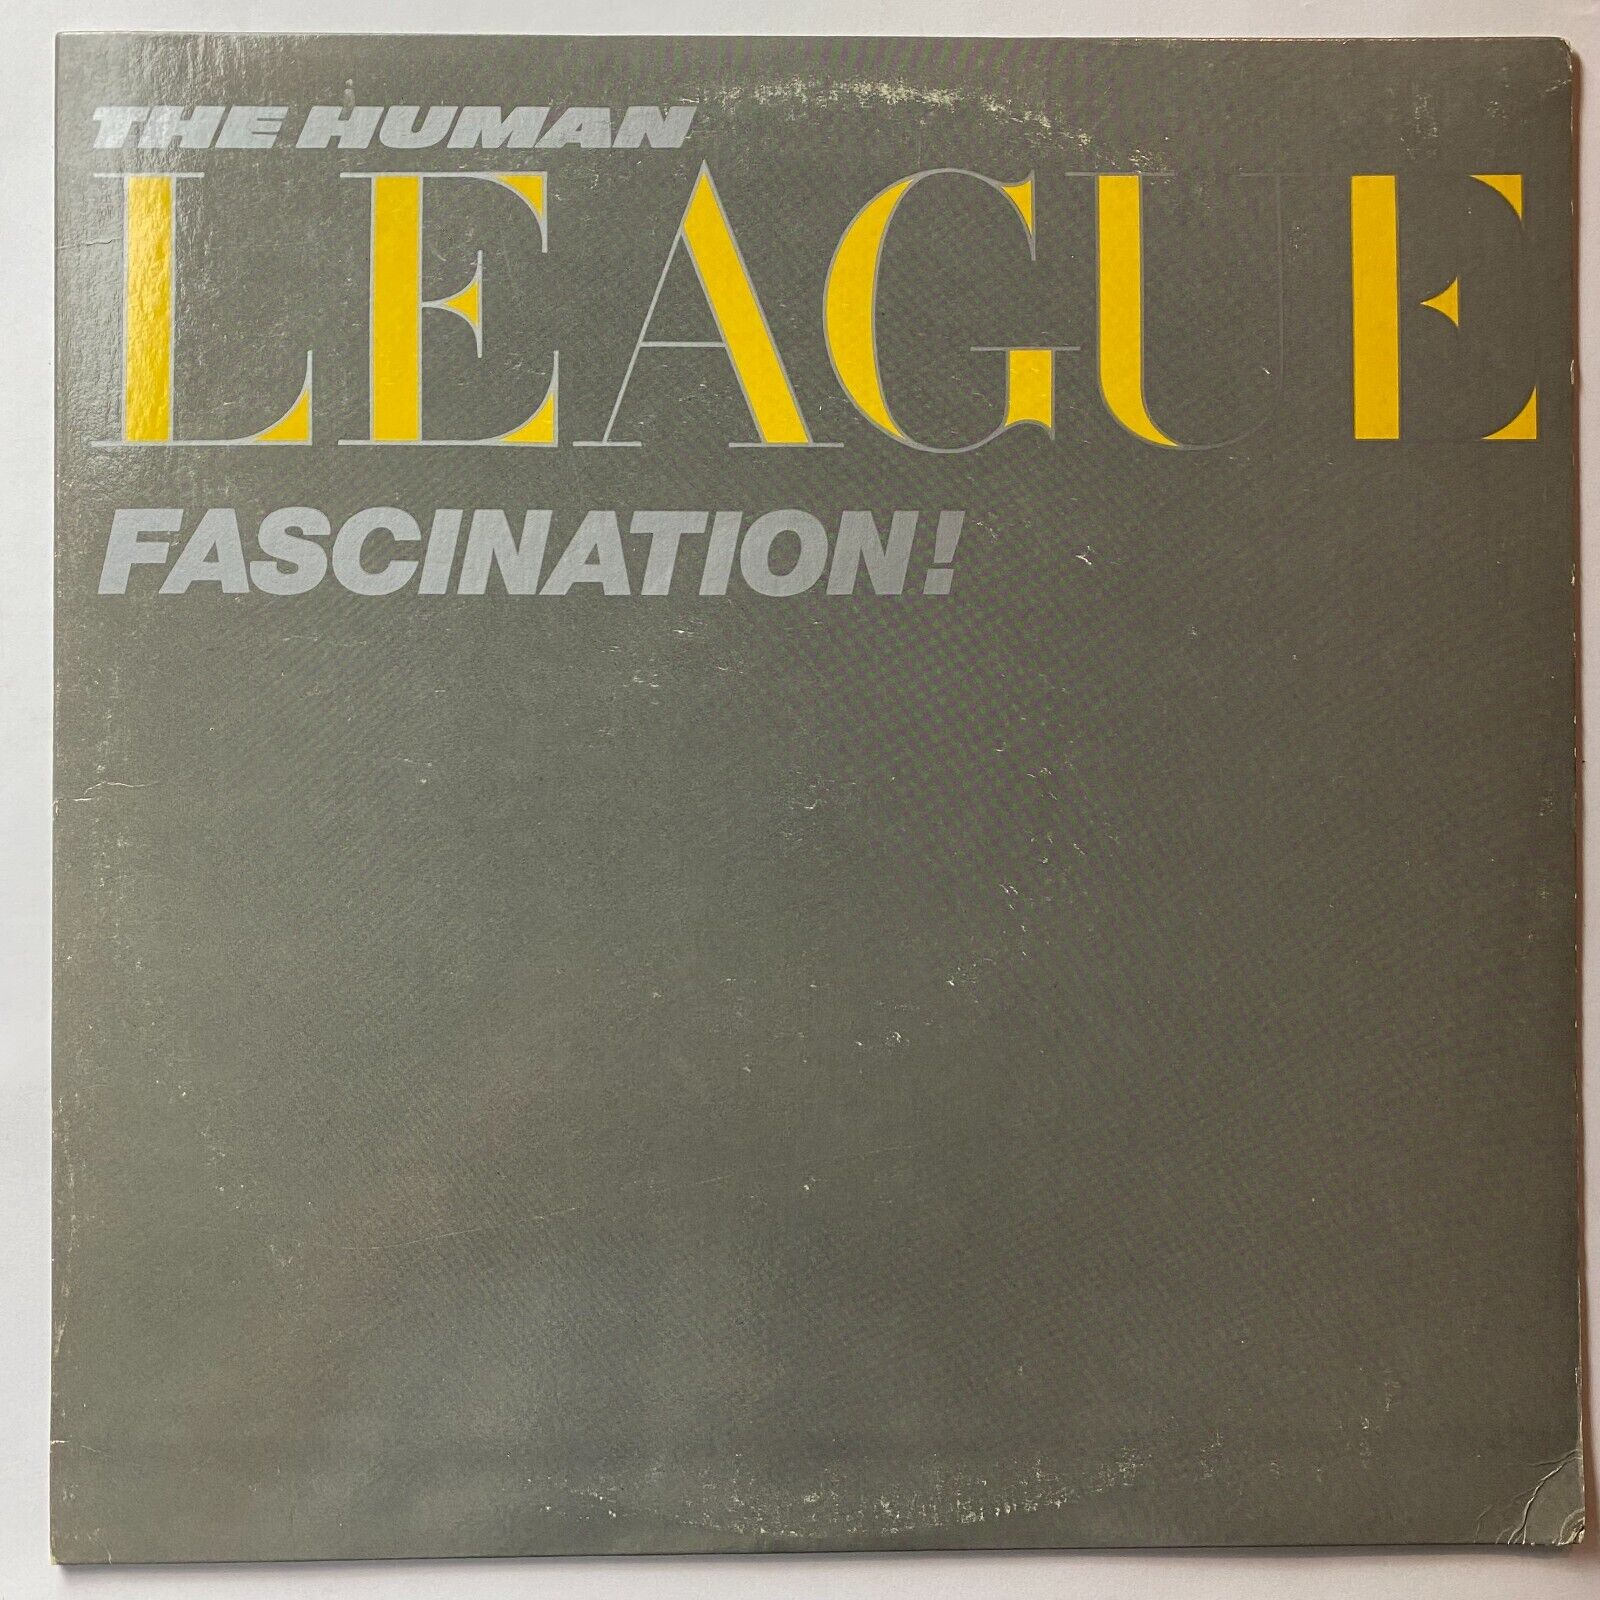 THE HUMAN
LEAGUE
FASCINATION!